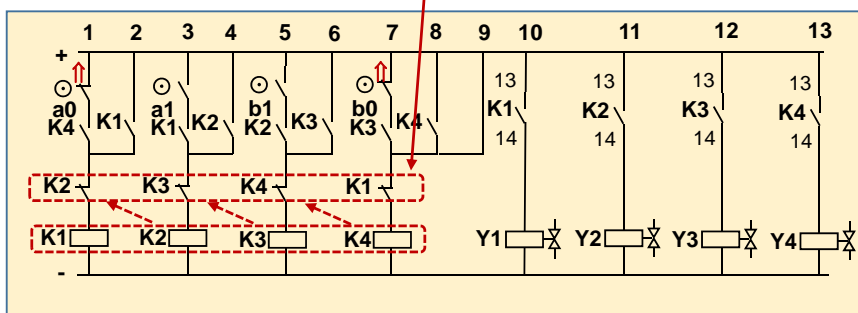 1 2 3 4 5 6 7 8 9 10 11 12 13
+
13 13 13 13
a0 a1 b1 b0
K1 K2 K3 K4
K4 K1 K1 K2 K2 K3 K3 K4
14 14 14 14
K2 K3 K4 K1
K1 K2 K3 K4 Y1 Y2 Y3 Y4
-